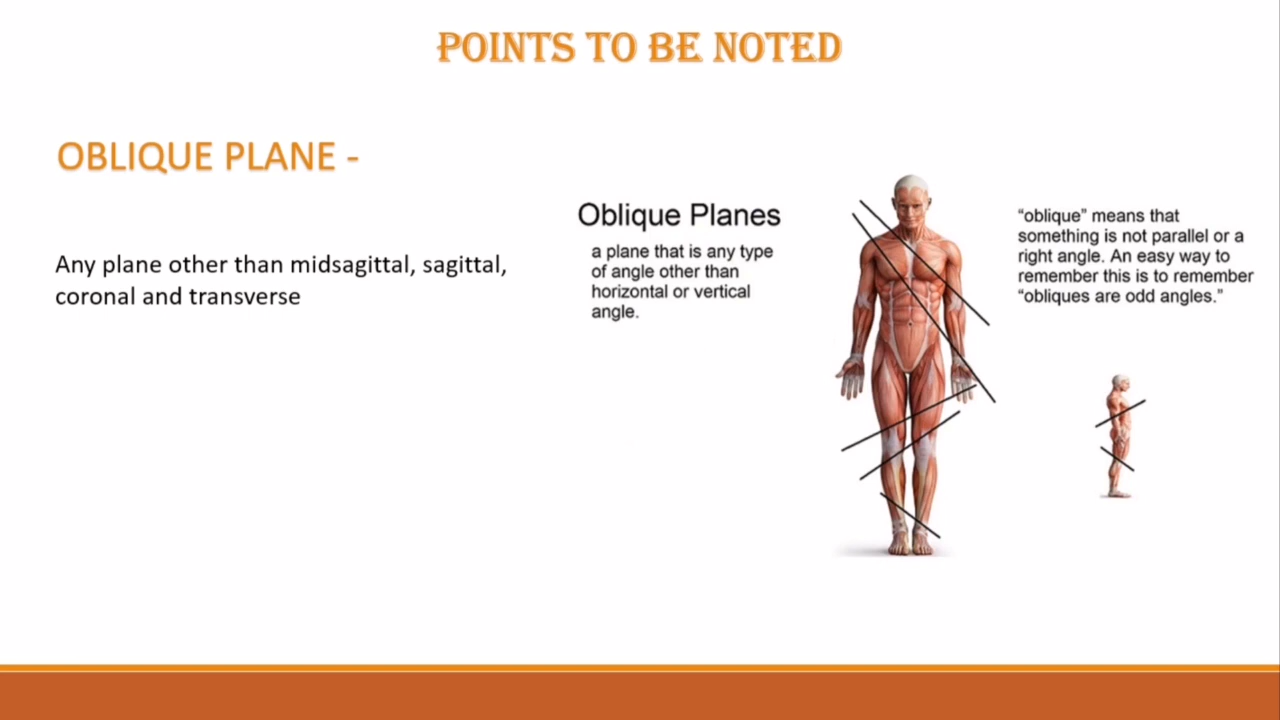 POINTS TO BE NOTED
OBLIQUE PLANE -
Any plane other than midsagittal, sagittal,
coronal and transverse
Oblique Planes
a plane that is any type
of angle other than
horizontal or vertical
angle.
“oblique” means that
something is not parallel or a
right angle. An easy way to
remember this is to remember
“obliques are odd angles.”